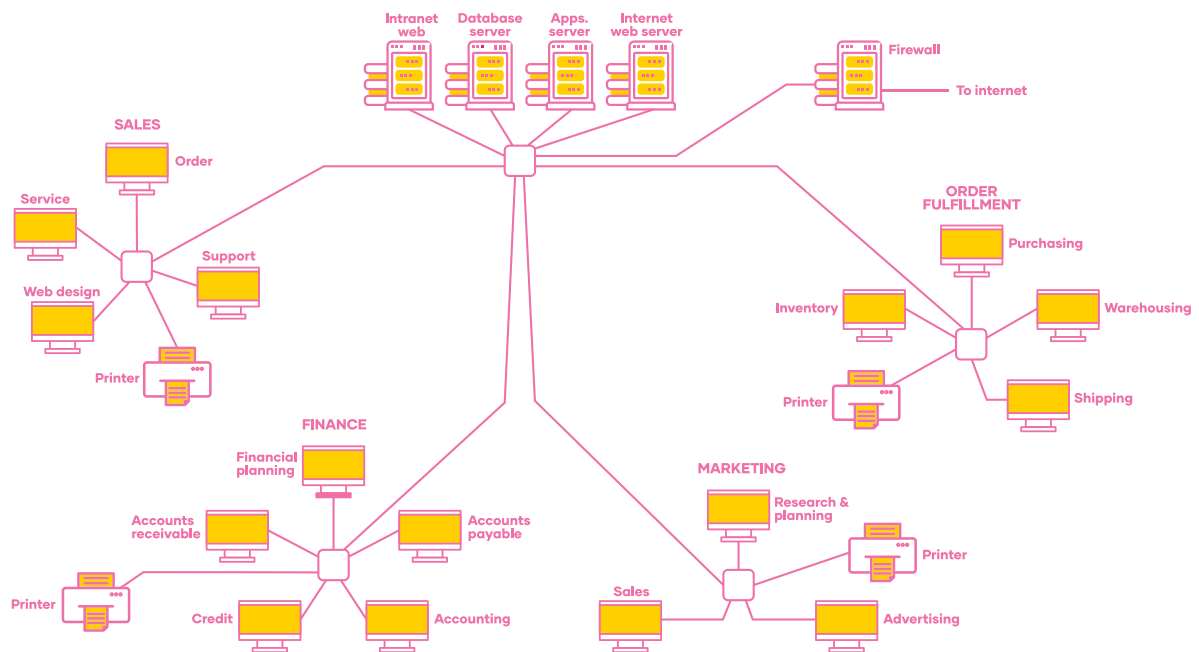 Intranet
web
Database
server
Apps.
server
Internet
web server
Firewall
To internet
SALES
Order
Service
Support
Web design
Printer
ORDER
FULFILLMENT
Purchasing
Inventory
Warehousing
Printer
Shipping
FINANCE
Financial
planning
Accounts
receivable
Accounts
payable
Printer
Credit
Accounting
MARKETING
Research &
planning
Printer
Sales
Advertising